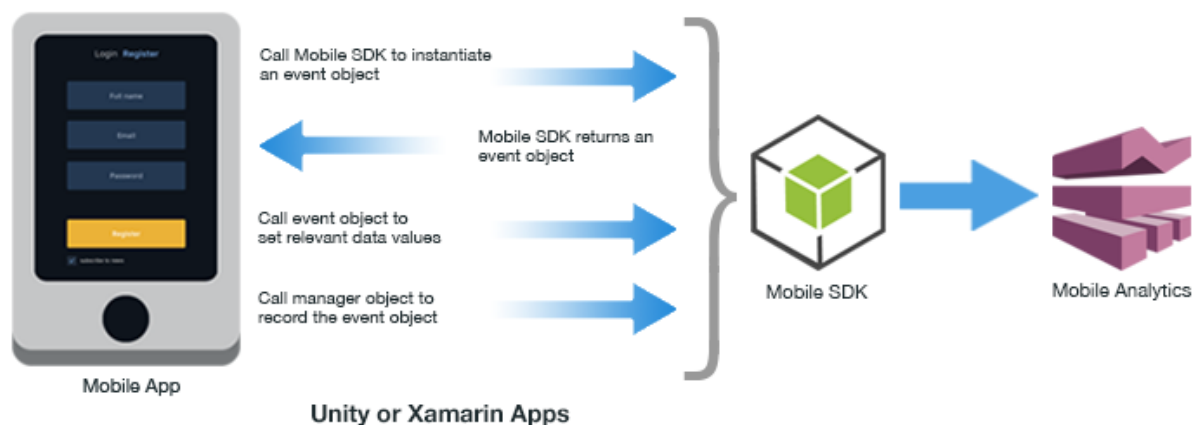 Login Register
Full name
Email
Password
Register
subscribe to news
Call Mobile SDK to instantiate
an event object
Mobile SDK returns an
event object
Call event object to
set relevant data values
Call manager object to
record the event object
Mobile App
Mobile SDK
Mobile Analytics
Unity or Xamarin Apps